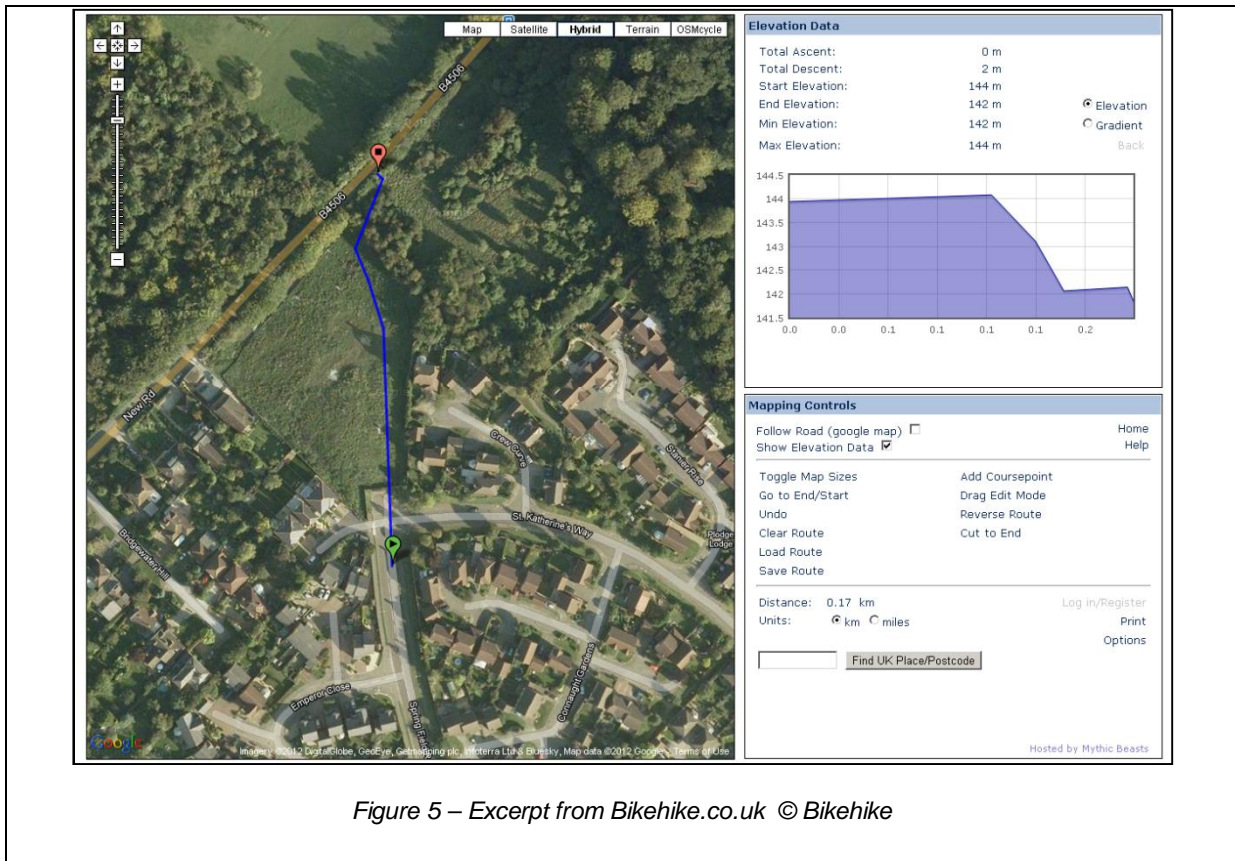 Map Satellite Hybrid Terrain OSMcycle
B4506
B4506
New Rd
Crew Curve
Stanier Rise
St. Katherine's Way
Plodge
Lodge
Bridgewater Hill
Emperor Close
Connaught Gardens
Google
Imagery ©2012 DigitalGlobe, GeoEye, Getmapping plc, Infoterra Ltd & Bluesky, Map data ©2012 Google - Terms of Use
Elevation Data
Total Ascent: 0 m
Total Descent: 2 m
Start Elevation: 144 m
End Elevation: 142 m Elevation
Min Elevation: 142 m Gradient
Max Elevation: 144 m Back
144.5
144
143.5
143
142.5
142
141.5
0.0 0.0 0.1 0.1 0.1 0.1 0.2
Mapping Controls
Follow Road (google map) Home
Show Elevation Data Help
Toggle Map Sizes Add Coursepoint
Go to End/Start Drag Edit Mode
Undo Reverse Route
Clear Route Cut to End
Load Route
Save Route
Distance: 0.17 km Log in/Register
Units: km miles Print
Options
Find UK Place/Postcode
Hosted by Mythic Beasts
Figure 5 – Excerpt from Bikehike.co.uk © Bikehike